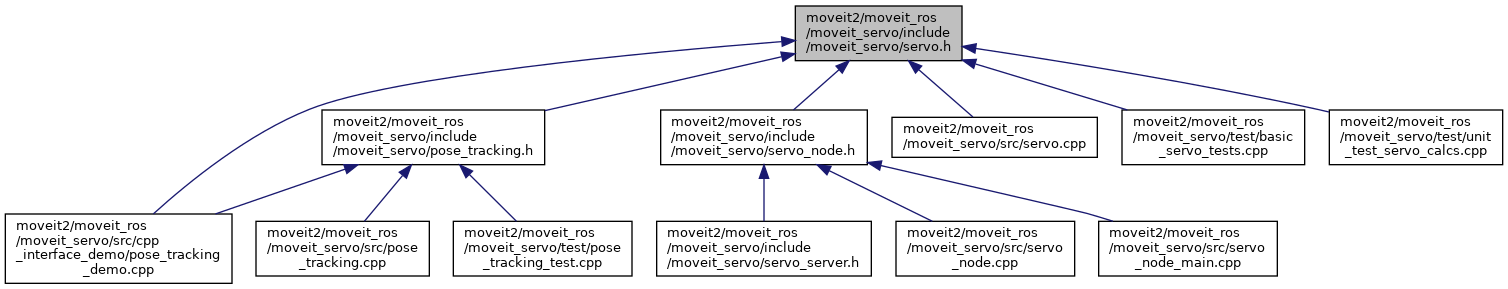 moveit2/moveit_ros
/moveit_servo/include
/moveit_servo/servo.h
moveit2/moveit_ros
/moveit_servo/include
/moveit_servo/pose_tracking.h
moveit2/moveit_ros
/moveit_servo/include
/moveit_servo/servo_node.h
moveit2/moveit_ros
/moveit_servo/src/servo.cpp
moveit2/moveit_ros
/moveit_servo/test/basic
_servo_tests.cpp
moveit2/moveit_ros
/moveit_servo/test/unit
_test_servo_calcs.cpp
moveit2/moveit_ros
/moveit_servo/src/cpp
_interface_demo/pose_tracking
_demo.cpp
moveit2/moveit_ros
/moveit_servo/src/pose
_tracking.cpp
moveit2/moveit_ros
/moveit_servo/test/pose
_tracking_test.cpp
moveit2/moveit_ros
/moveit_servo/include
/moveit_servo/servo_server.h
moveit2/moveit_ros
/moveit_servo/src/servo
_node.cpp
moveit2/moveit_ros
/moveit_servo/src/servo
_node_main.cpp